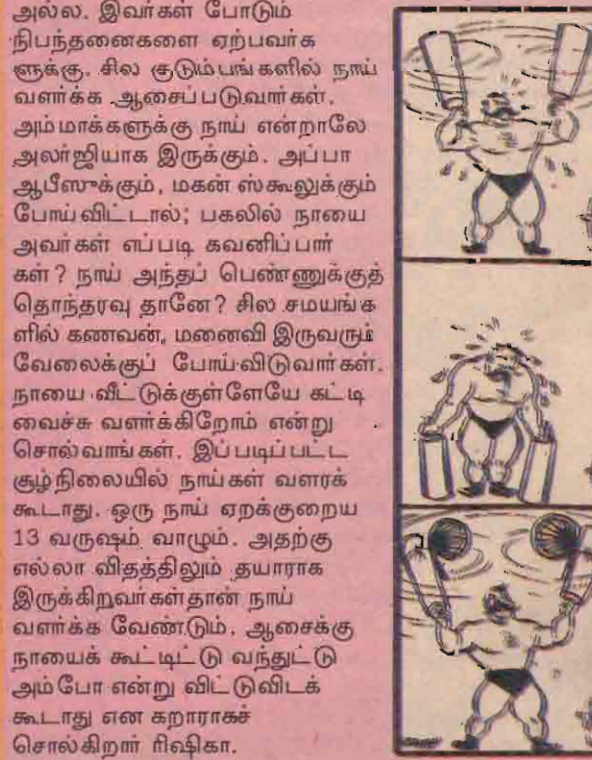 அல்ல. இவர்கள் போடும்
நிபந்தனைகளை ஏற்பவர்க
ளுக்கு. சில குடும்பங்களில் நாய்
வளர்க்க ஆசைப்படுவார்கள்.
அம்மாக்களுக்கு நாய் என்றாலே
அலர்ஜியாக இருக்கும். அப்பா
ஆபீஸுக்கும், மகன் ஸ்கூலுக்கும்
போய்விட்டால்; பகலில் நாயை
அவர்கள் எப்படி கவனிப்பார்
கள்? நாய் அந்தப் பெண்ணுக்குத்
தொந்தரவு தானே? சில சமயங்க
ளில் கணவன், மனைவி இருவரும்
வேலைக்குப் போய்விடுவார்கள்.
நாயை வீட்டுக்குள்ளேயே கட்டி
வைச்சு வளர்க்கிறோம் என்று
சொல்வாங்கள். இப்படிப்பட்ட
சூழ்நிலையில் நாய்கள் வளரக்
கூடாது. ஒரு நாய் ஏறக்குறைய
13 வருஷம் வாழும். அதற்கு
எல்லா விதத்திலும் தயாராக
இருக்கிறவர்கள்தான் நாய்
வளர்க்க வேண்டும். ஆசைக்கு
நாயைக் கூட்டிட்டு வந்துட்டு
அம்போ என்று விட்டுவிடக்
கூடாது என கறாராகச்
சொல்கிறார் ரிஷிகா.